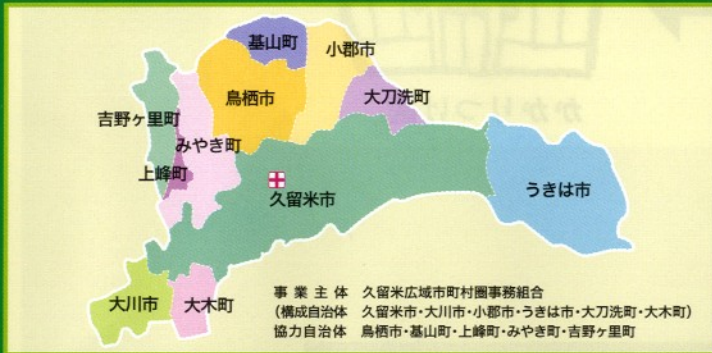 基山町
小郡市
鳥栖市
大刀洗町
吉野ヶ里町
みやき町
上峰町
久留米市
うきは市
大川市
大木町
事業主体 久留米広域市町村圏事務組合
(構成自治体 久留米市・大川市・小郡市・うきは市・大刀洗町・大木町)
協力自治体 鳥栖市・基山町・上峰町・みやき町・吉野ヶ里町